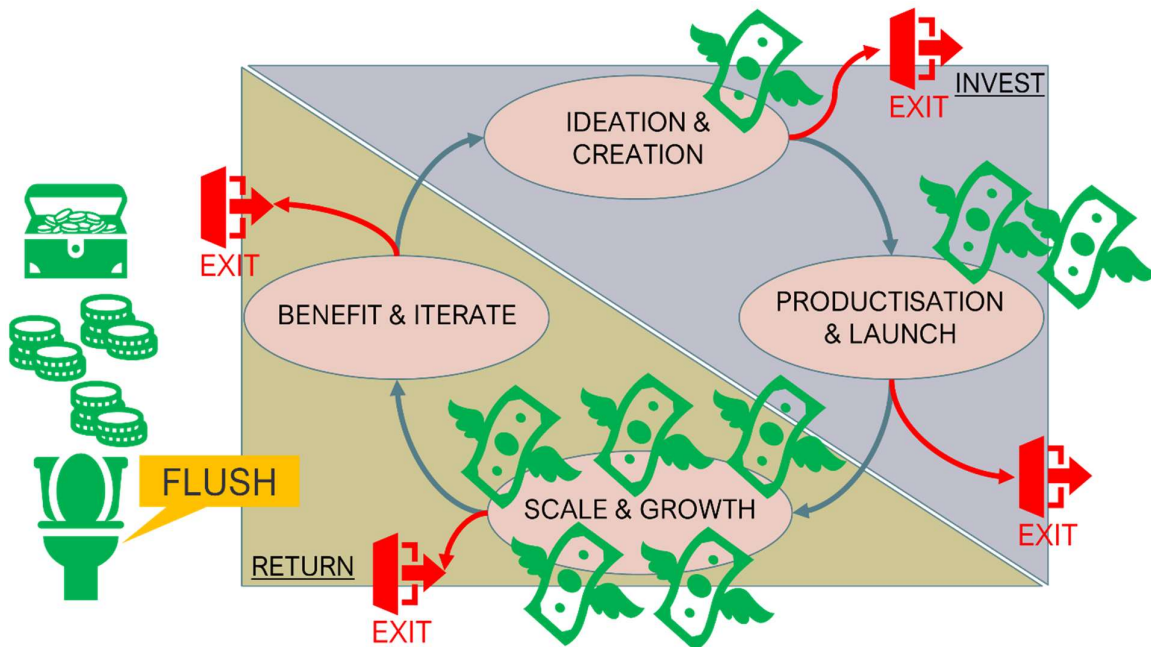 EXIT
INVEST
IDEATION &
CREATION
EXIT
BENEFIT & ITERATE
PRODUCTISATION
& LAUNCH
FLUSH
SCALE & GROWTH
RETURN
EXIT
EXIT